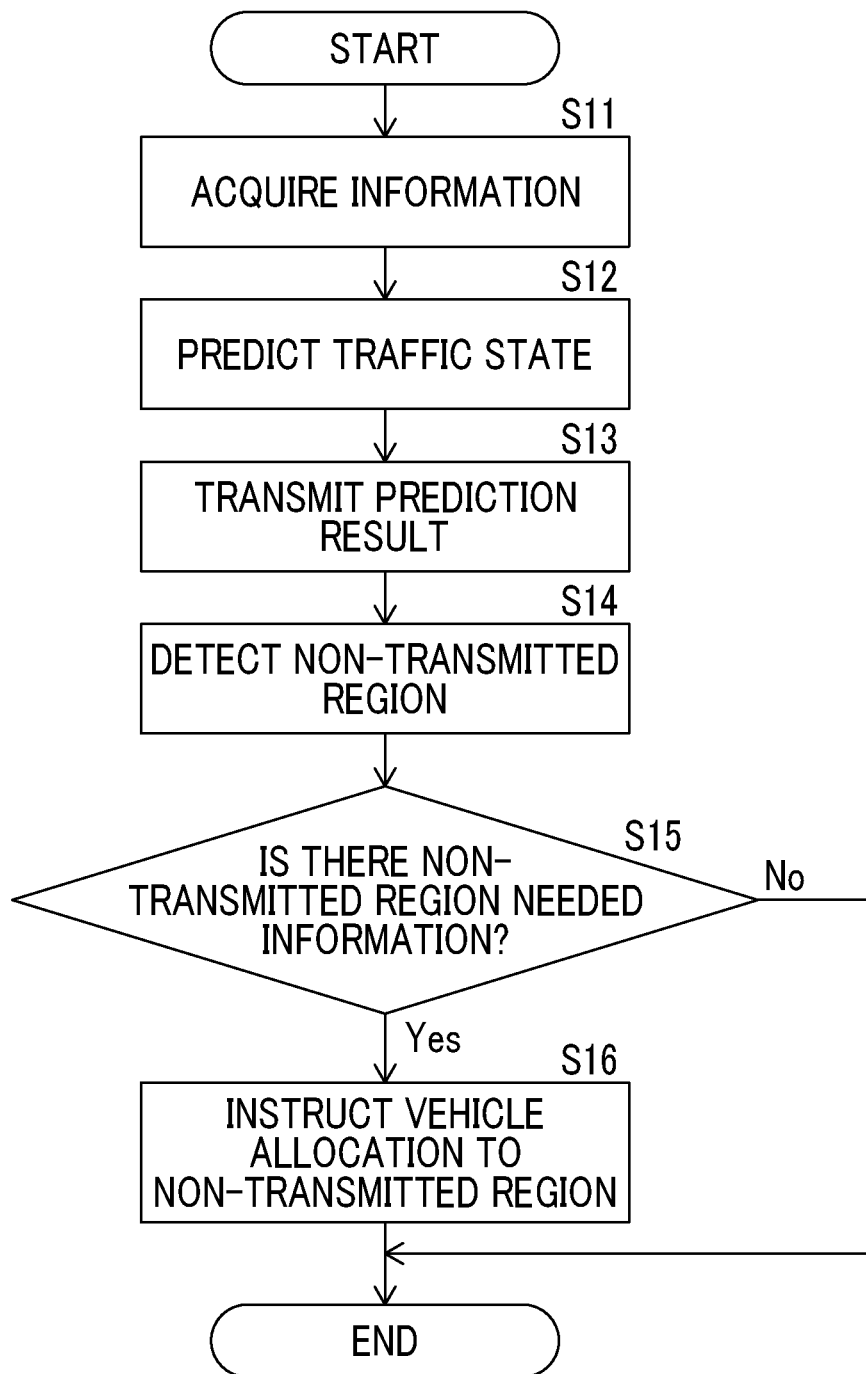 START
S11
ACQUIRE INFORMATION
S12
PREDICT TRAFFIC STATE
S13
TRANSMIT PREDICTION
RESULT
S14
DETECT NON-TRANSMITTED
REGION
S15
IS THERE NON-
TRANSMITTED REGION NEEDED
INFORMATION?
No
Yes
S16
INSTRUCT VEHICLE
ALLOCATION TO
NON-TRANSMITTED REGION
END